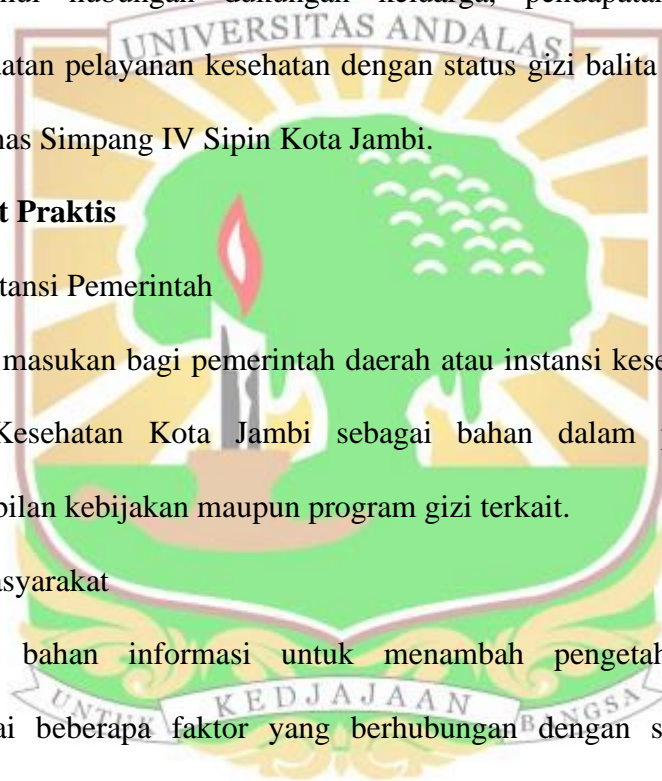 hubungan dukungan keluarga, pendapatan
UNIVERSITAS ANDALAS
atan pelayanan kesehatan dengan status gizi balita
nas Simpang IV Sipin Kota Jambi.
t Praktis
tansi Pemerintah
masukan bagi pemerintah daerah atau instansi kese
Kesehatan Kota Jambi sebagai bahan dalam p
bilan kebijakan maupun program gizi terkait.
asyarakat
bahan informasi untuk menambah pengetah
UNTUK KEDJAJAAN BANGSA
ai beberapa faktor yang berhubungan dengan s